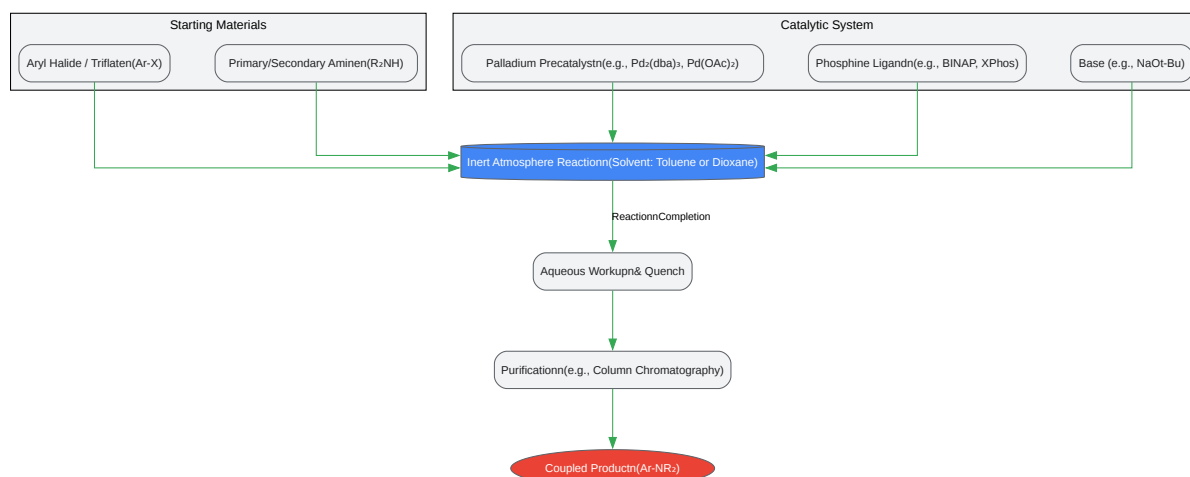 Starting Materials
Catalytic System
Aryl Halide / Triflaten(Ar-X)
Primary/Secondary Aminen(R₂NH)
Palladium Precatalystn(e.g., Pd₂(dba)₃, Pd(OAc)₂)
Phosphine Ligandn(e.g., BINAP, XPhos)
Base (e.g., NaOt-Bu)
Inert Atmosphere Reactionn(Solvent: Toluene or Dioxane)
ReactionnCompletion
Aqueous Workupn& Quench
Purificationn(e.g., Column Chromatography)
Coupled Productn(Ar-NR₂)